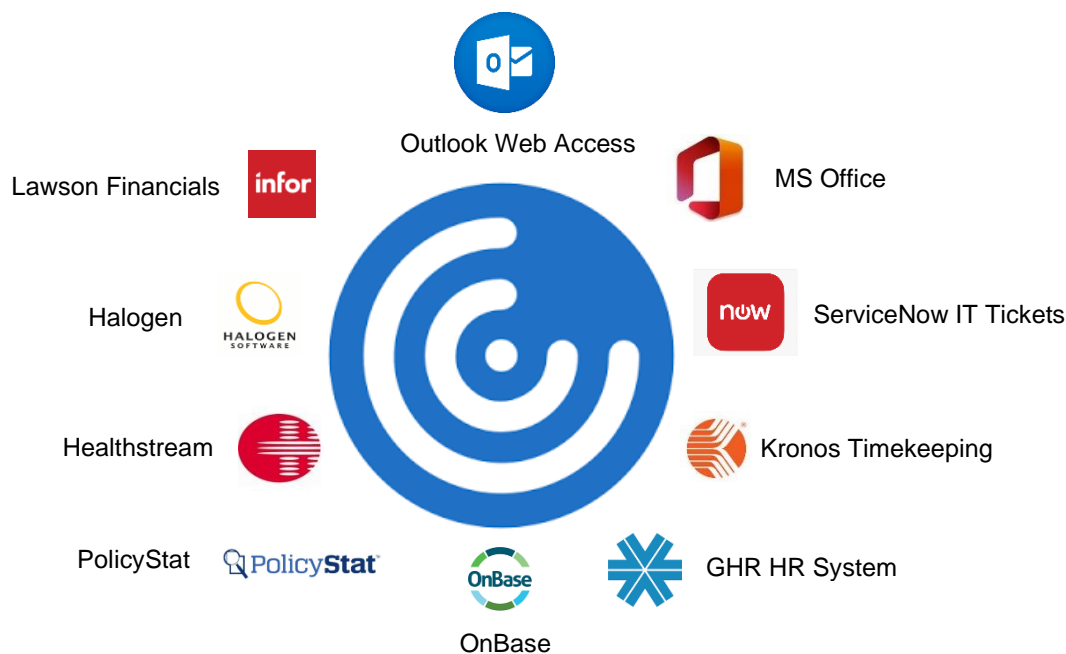 Outlook Web Access
Lawson Financials
infor
MS Office
Halogen
HALOGEN
SOFTWARE
now
ServiceNow IT Tickets
Healthstream
Kronos Timekeeping
®
PolicyStat
PolicyStat™
OnBase
GHR HR System
OnBase